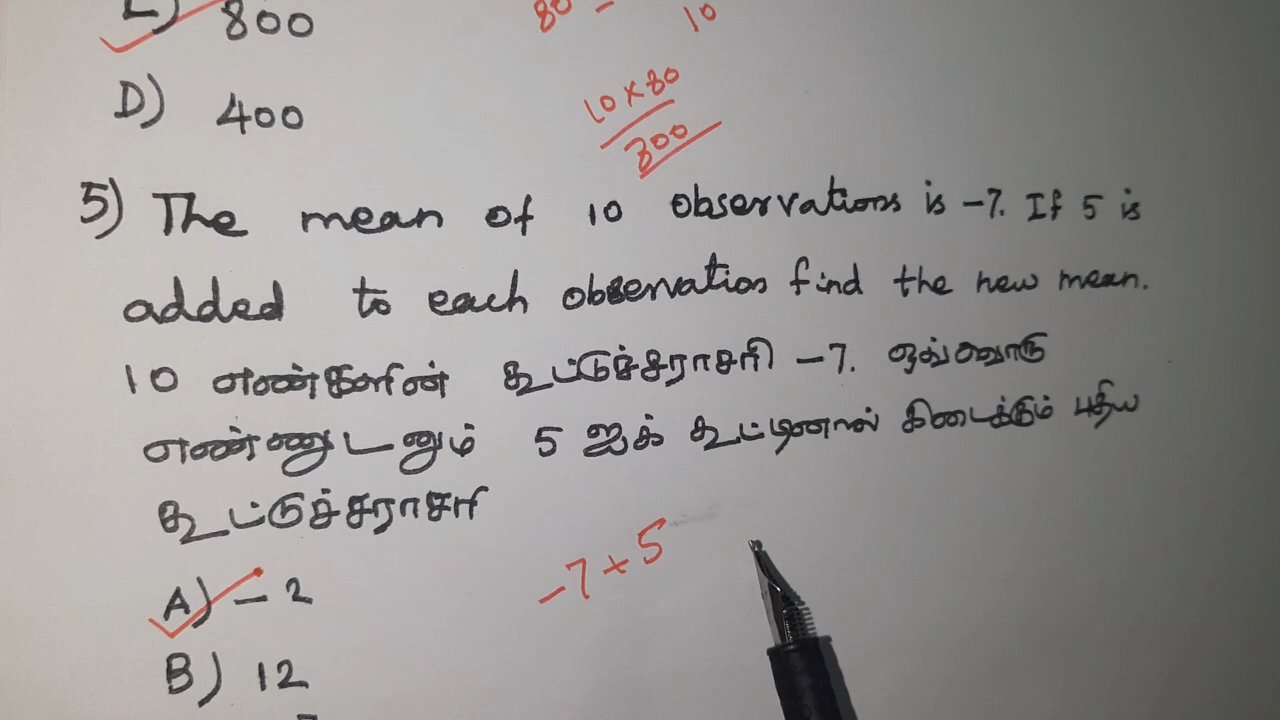 C) 800
80 - 10
D) 400
10 x 80
800
5) The mean of 10 observations is -7. If 5 is
added to each observation find the new mean.
10 எண்களின் கூட்டுச்சராசரி -7. ஒவ்வொரு
எண்ணுடனும் 5 ஐக் கூட்டினால் கிடைக்கும் புதிய
கூட்டுச்சராசரி
-7+5
A) -2
B) 12